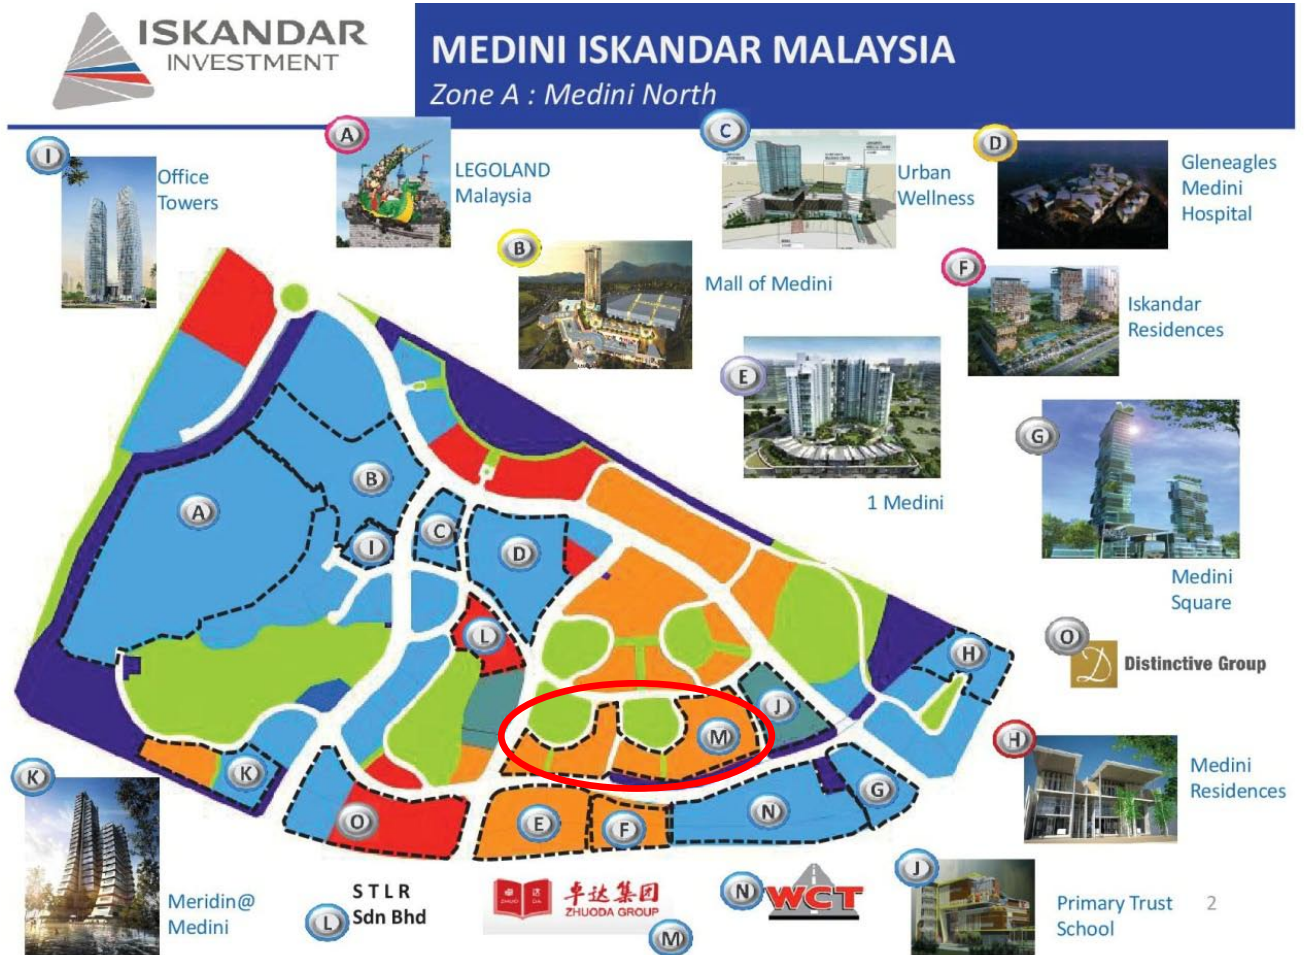 ISKANDAR
INVESTMENT
MEDINI ISKANDAR MALAYSIA
Zone A : Medini North
I
Office
Towers
A
LEGOLAND
Malaysia
B
Mall of Medini
C
Urban
Wellness
D
Gleneagles
Medini
Hospital
E
1 Medini
F
Iskandar
Residences
G
Medini
Square
O
D
Distinctive Group
H
Medini
Residences
A
B
I
C
D
L
H
J
M
K
O
E
F
N
G
K
Meridin@
Medini
L
S T L R
Sdn Bhd
卓达集团
ZHUODA GROUP
M
N
WCT
J
Primary Trust
School
2